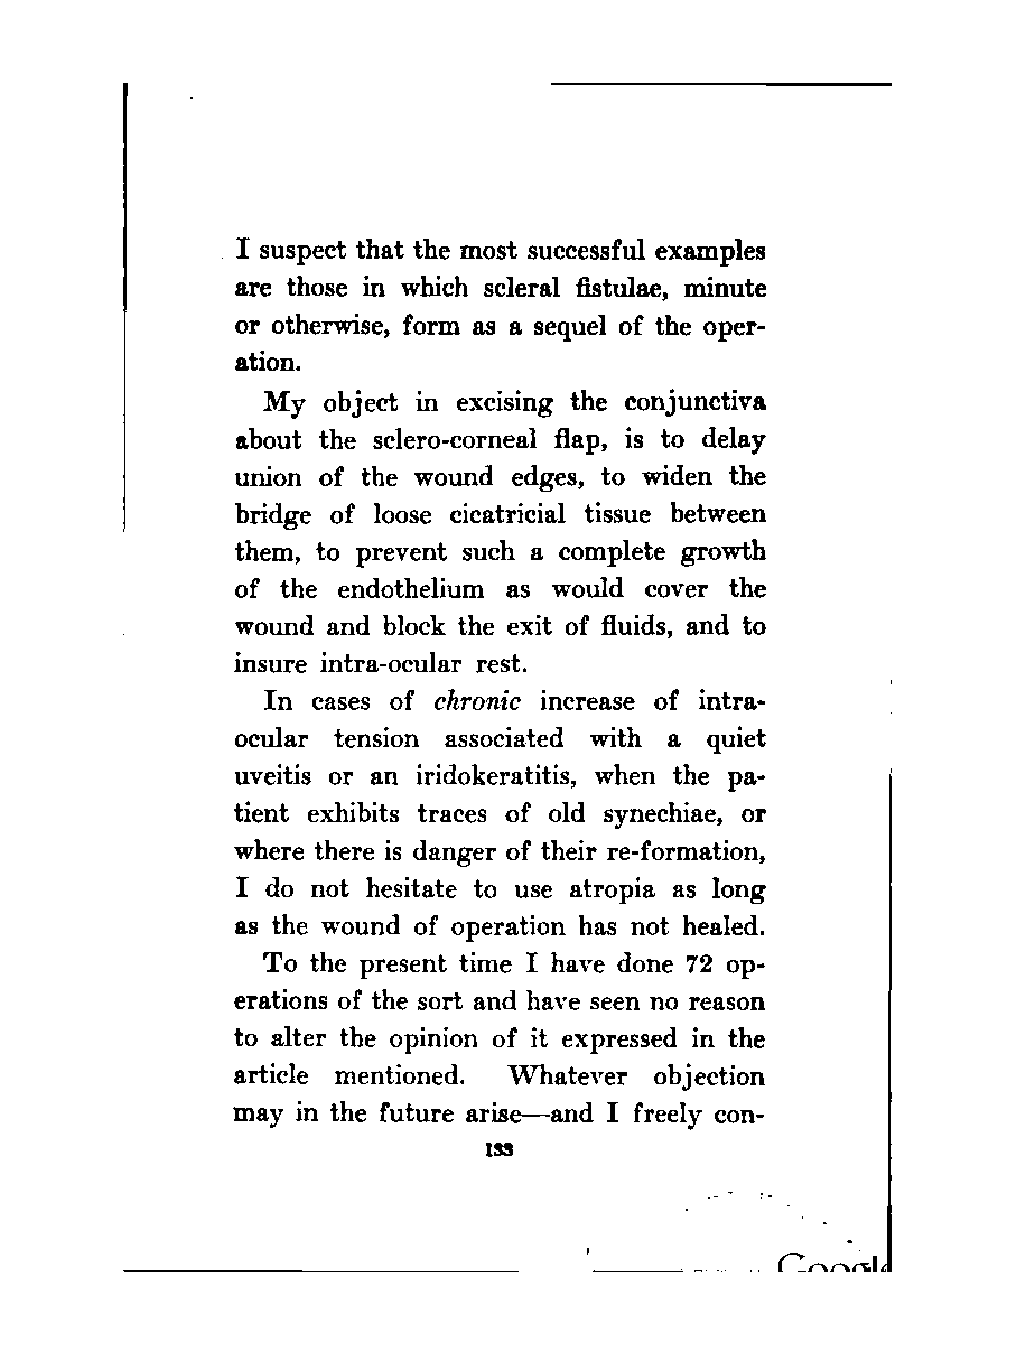 I suspect that the most successful examples
are those in which scleral fistulae, minute
or otherwise, form as a sequel of the oper-
ation.
My object in excising the conjunctiva
about the sclero-corneal flap, is to delay
union of the wound edges, to widen the
bridge of loose cicatricial tissue between
them, to prevent such a complete growth
of the endothelium as would cover the
wound and block the exit of fluids, and to
insure intra-ocular rest.
In cases of chronic increase of intra-
ocular tension associated with a quiet
uveitis or an iridokeratitis, when the pa-
tient exhibits traces of old synechiae, or
where there is danger of their re-formation,
I do not hesitate to use atropia as long
as the wound of operation has not healed.
To the present time I have done 72 op-
erations of the sort and have seen no reason
to alter the opinion of it expressed in the
article mentioned. Whatever objection
may in the future arise—and I freely con-
133